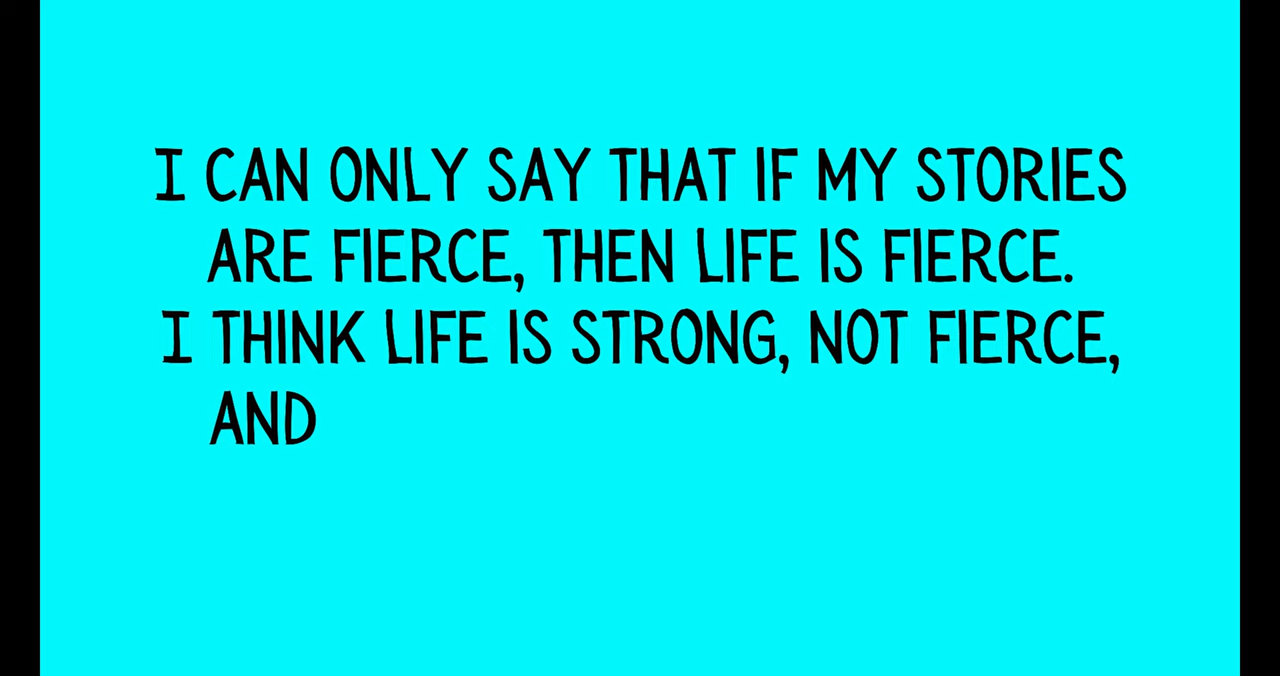 I CAN ONLY SAY THAT IF MY STORIES
ARE FIERCE, THEN LIFE IS FIERCE.
I THINK LIFE IS STRONG, NOT FIERCE,
AND